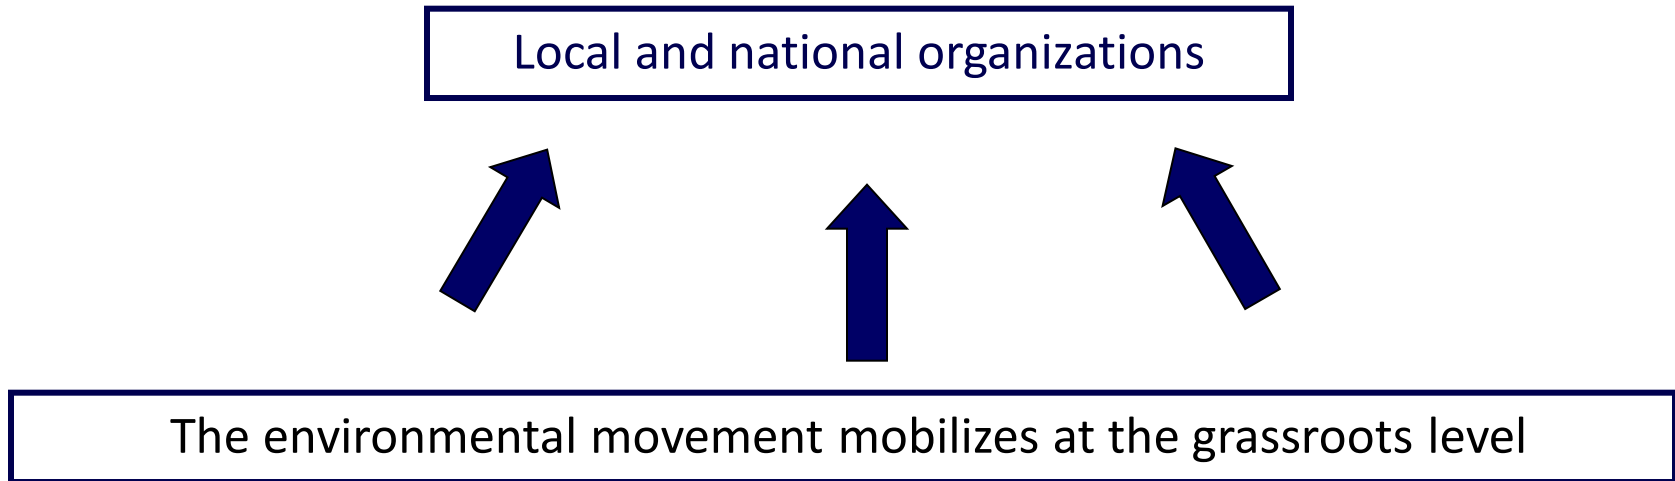 Local and national organizations
The environmental movement mobilizes at the grassroots level